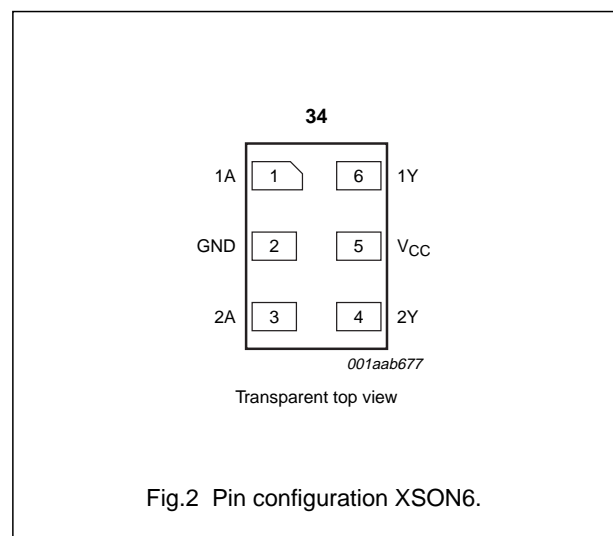 34
1A 1 6 1Y
GND 2 5 VCC
2A 3 4 2Y
001aab677
Transparent top view
Fig.2 Pin configuration XSON6.